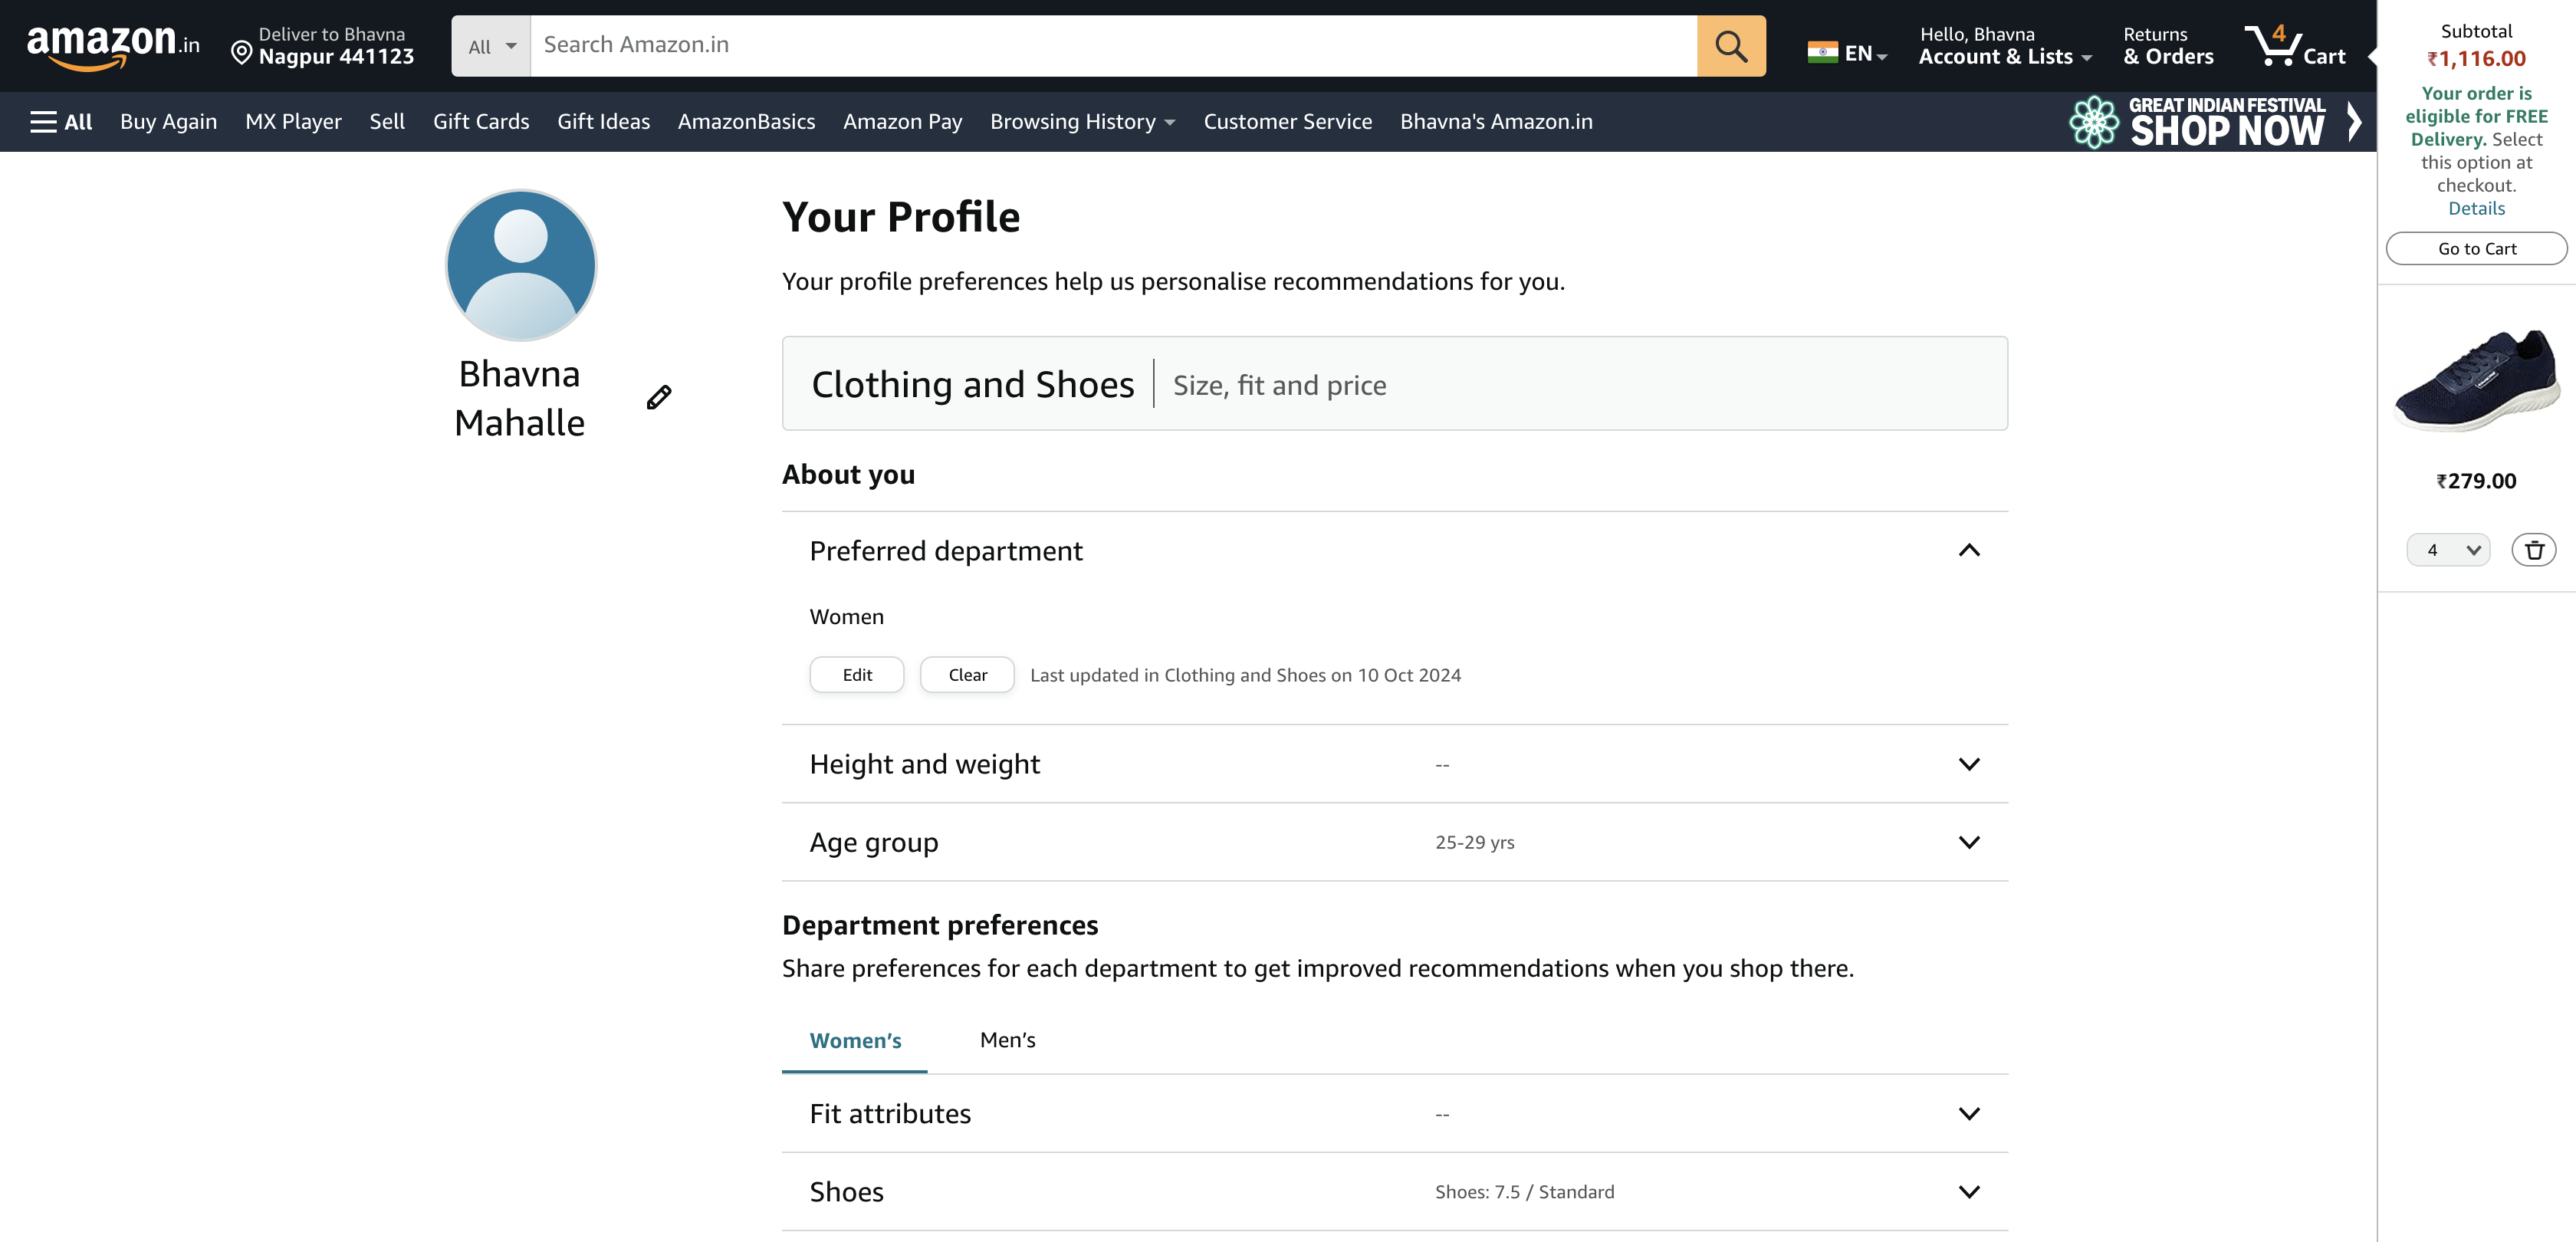 amazon.in
Deliver to Bhavna
Nagpur 441123
All
Search Amazon.in
EN
Hello, Bhavna
Account & Lists
Returns
& Orders
4
Cart
All
Buy Again
MX Player
Sell
Gift Cards
Gift Ideas
AmazonBasics
Amazon Pay
Browsing History
Customer Service
Bhavna's Amazon.in
GREAT INDIAN FESTIVAL
SHOP NOW
Subtotal
₹1,116.00
Your order is
eligible for FREE
Delivery. Select
this option at
checkout.
Details
Go to Cart
₹279.00
4
Bhavna
Mahalle
Your Profile
Your profile preferences help us personalise recommendations for you.
Clothing and Shoes
Size, fit and price
About you
Preferred department
Women
Edit
Clear
Last updated in Clothing and Shoes on 10 Oct 2024
Height and weight
--
Age group
25-29 yrs
Department preferences
Share preferences for each department to get improved recommendations when you shop there.
Women’s
Men’s
Fit attributes
--
Shoes
Shoes: 7.5 / Standard